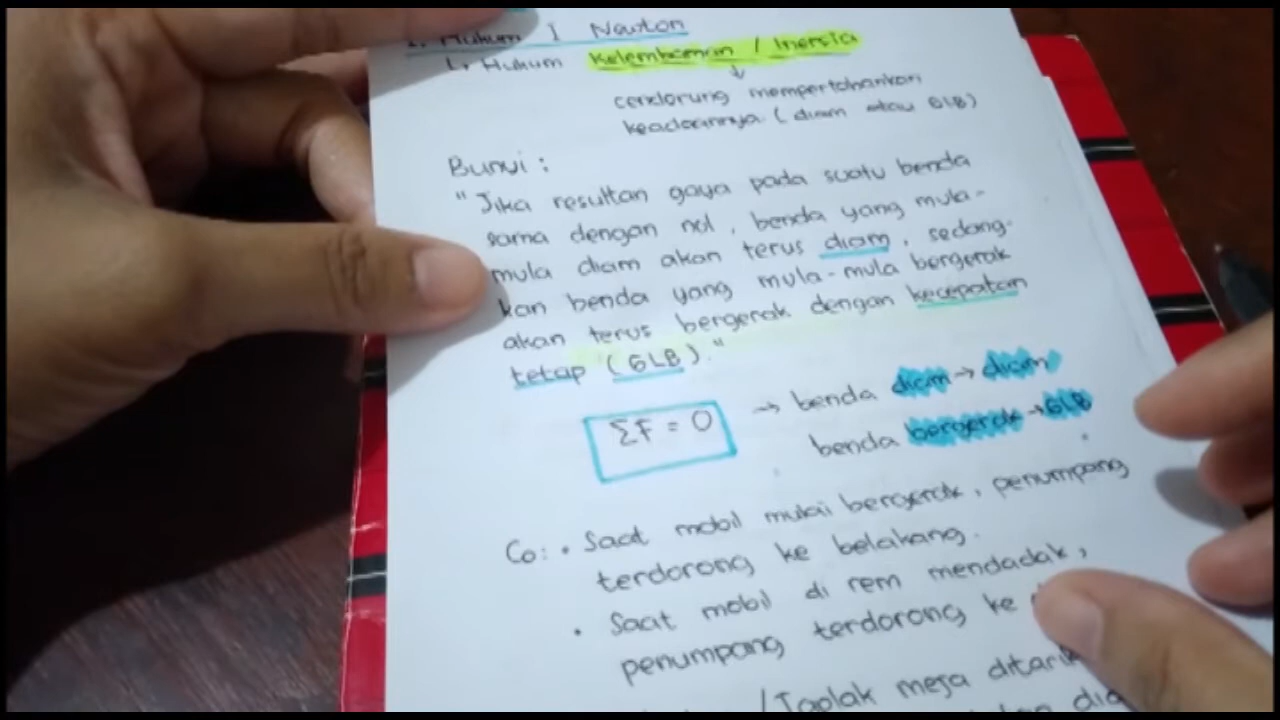 1. Hukum I Newton
L, Hukum Kelembaman / Inersia
↓
cenderung mempertahankan
keadaannya. (diam atau GLB)
Bunyi :
"Jika resultan gaya pada suatu benda
sama dengan nol, benda yang mula-
mula diam akan terus diam, sedang-
kan benda yang mula-mula bergerak
akan terus bergerak dengan kecepatan
tetap (GLB)."
ΣF = 0 → benda diam → diam
benda bergerak → GLB
Co: • Saat mobil mulai bergerak, penumpang
terdorong ke belakang.
• Saat mobil di rem mendadak,
penumpang terdorong ke
/Taplak meja ditarik